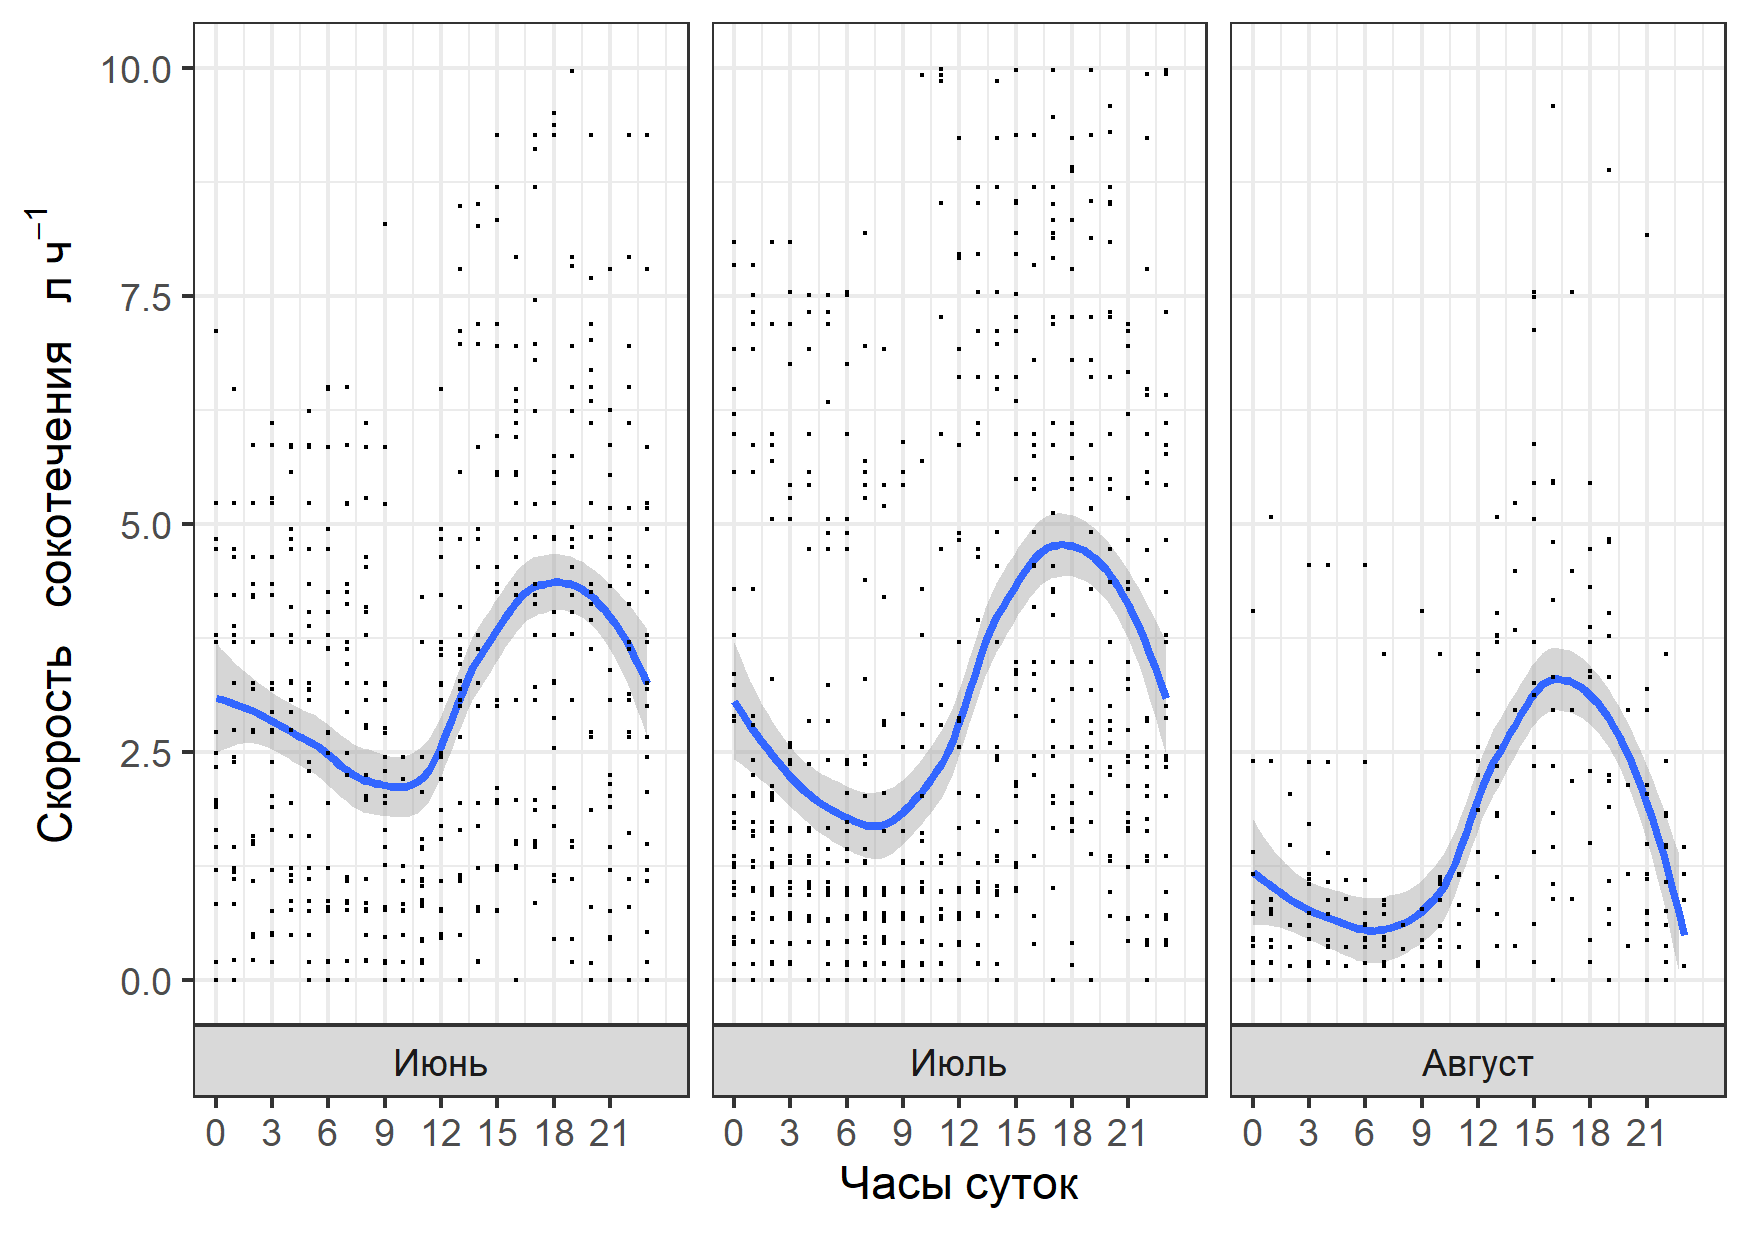 Скорость сокотечения л ч⁻¹
10.0
7.5
5.0
2.5
0.0
Июнь Июль Август
0 3 6 9 12 15 18 21 0 3 6 9 12 15 18 21 0 3 6 9 12 15 18 21
Часы суток